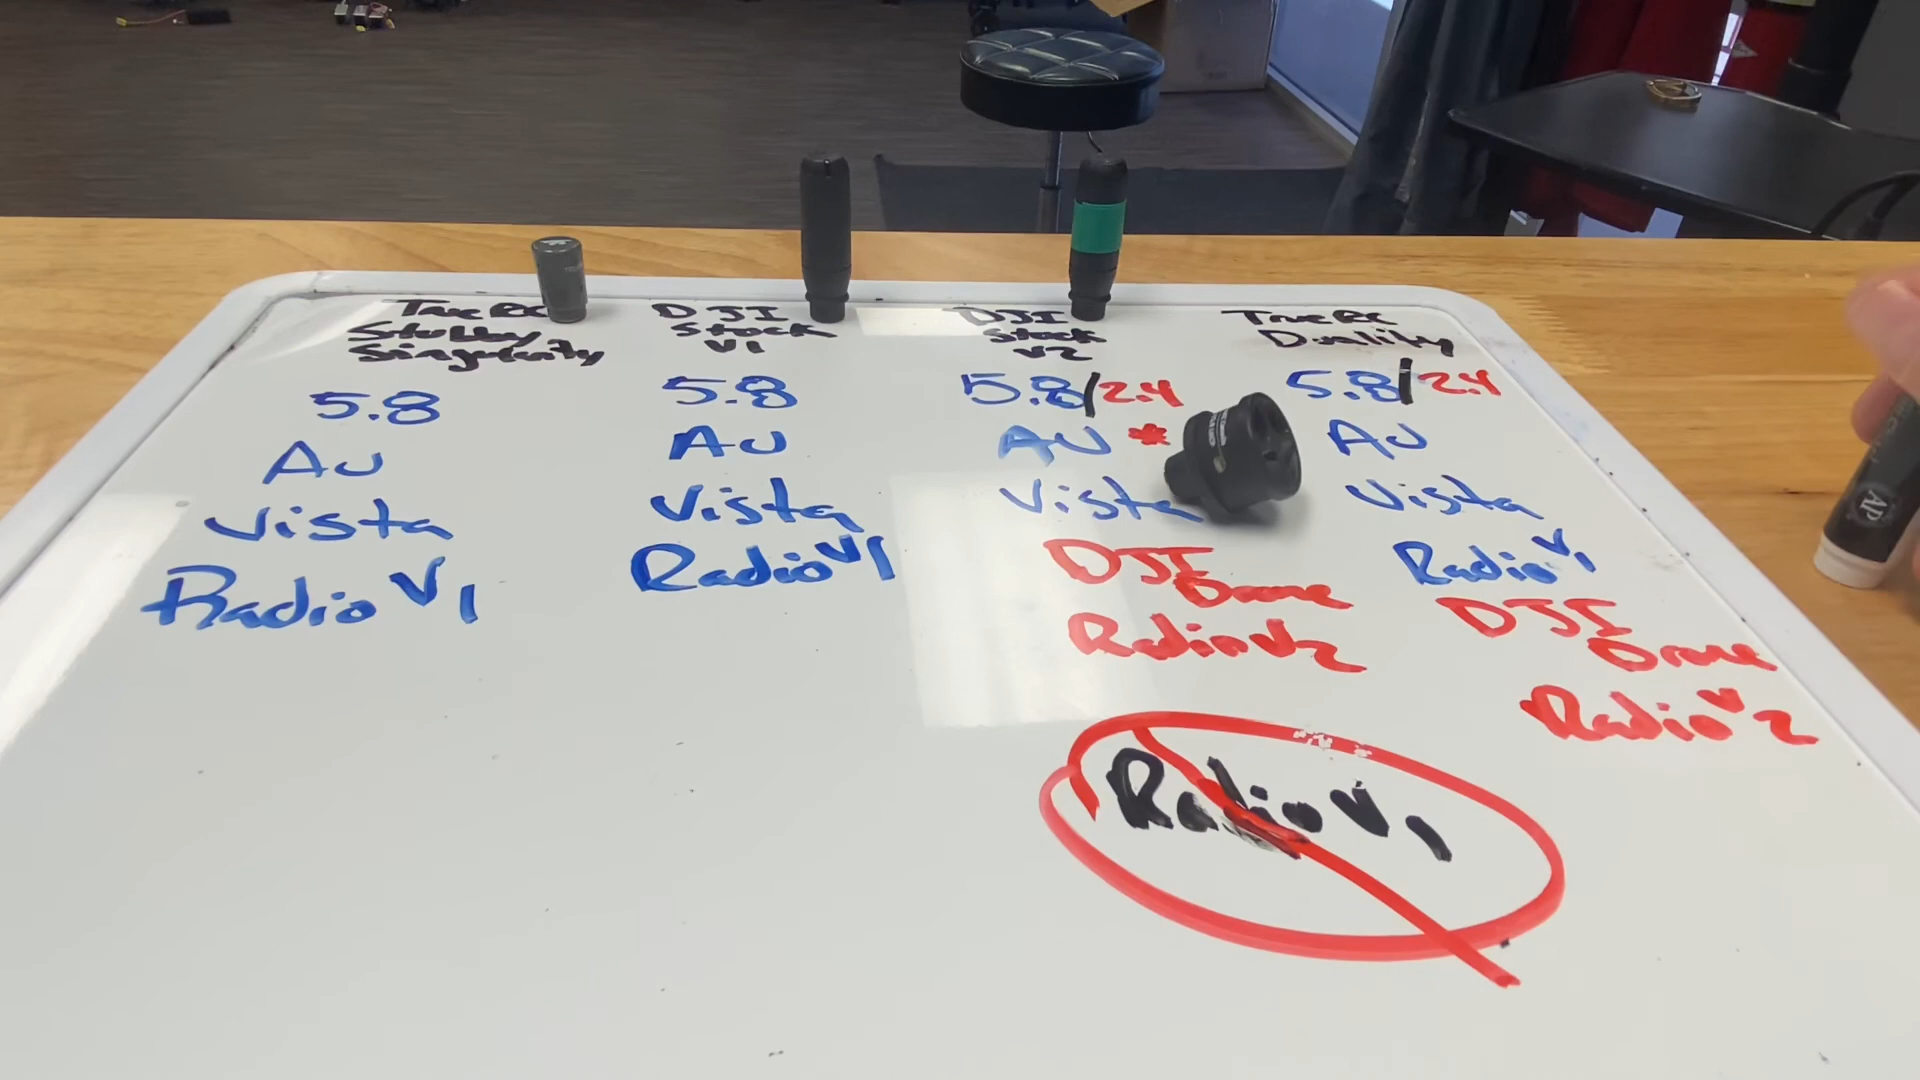 TrueRC
Stubby
Singularity
5.8
AU
Vista
Radio V1
DJI
Stock
V1
5.8
AU
Vista
Radio V1
DJI
Stock
V2
5.8/2.4
AU *
Vista
DJI
Drone
Radio V2
TrueRC
Duality
5.8/2.4
AU
Vista
Radio V1
DJI
Drone
Radio V2
Radio V1
AP